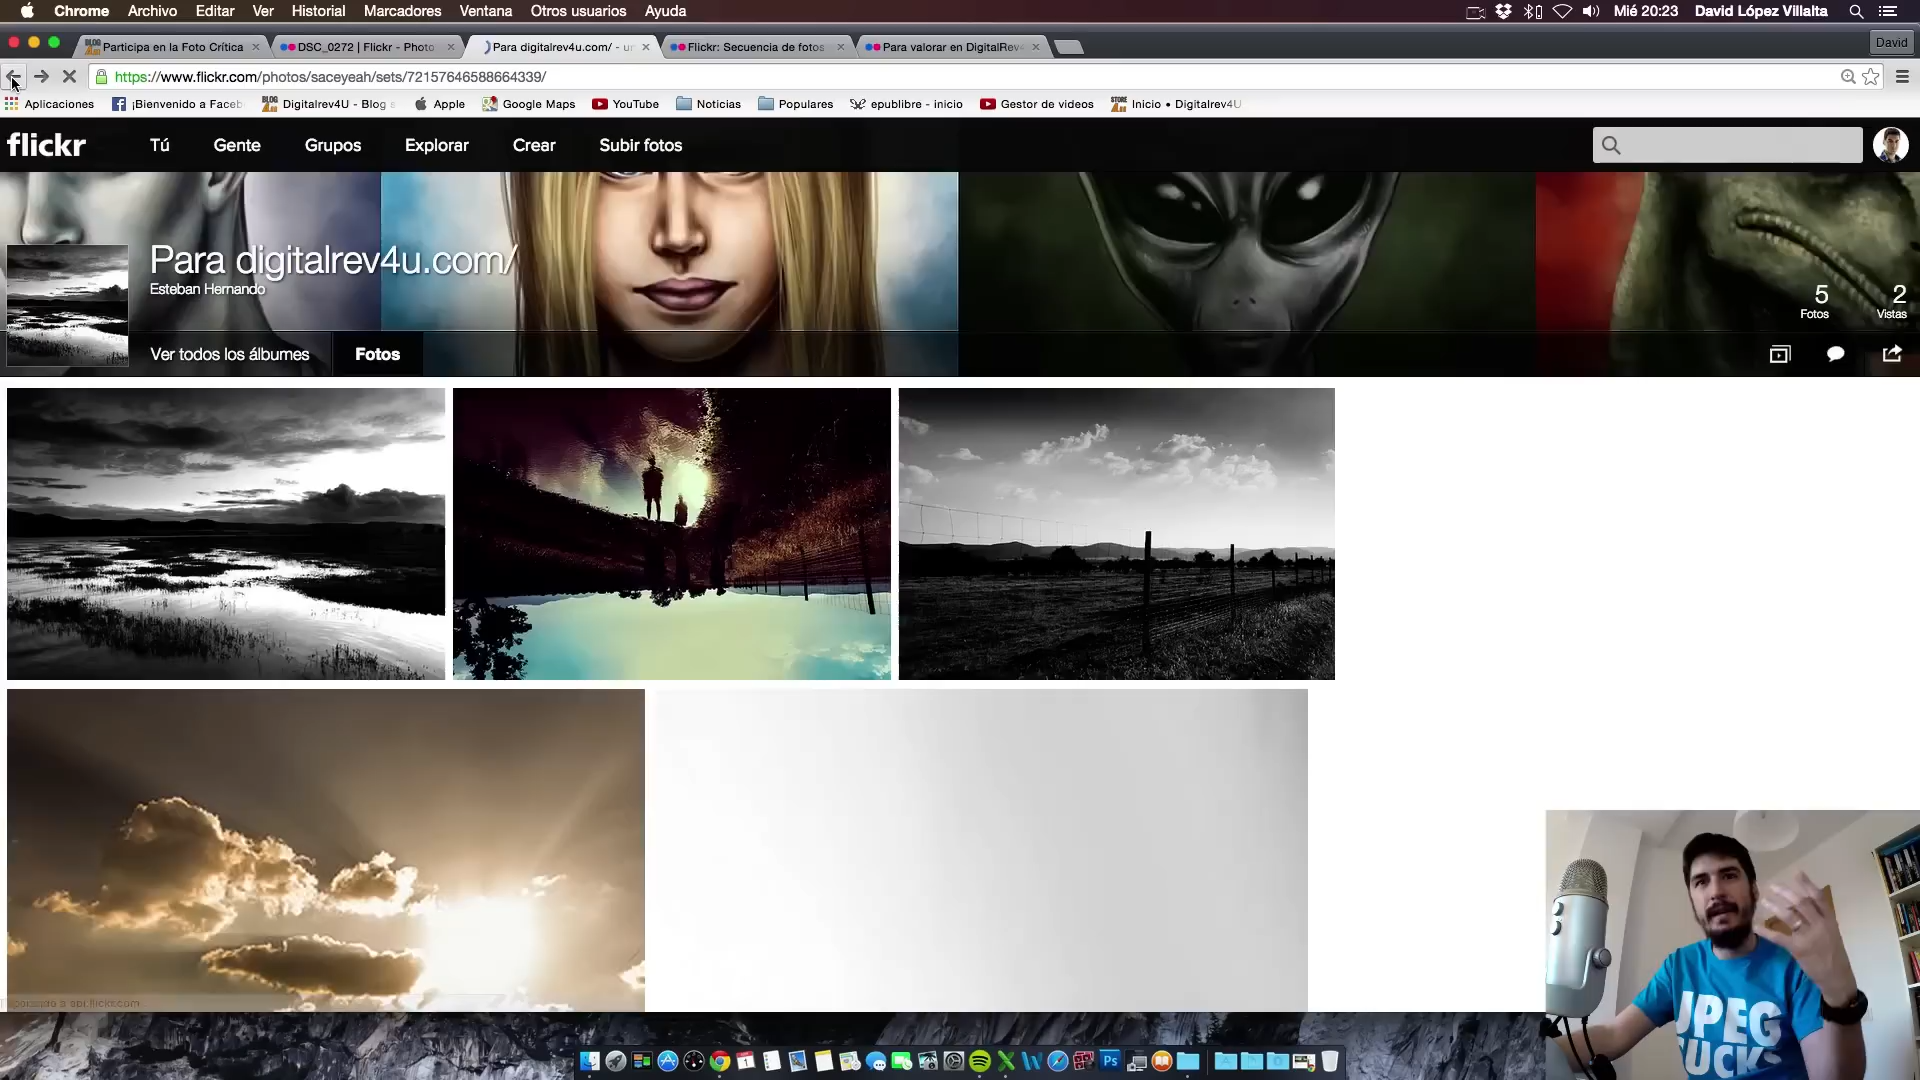 Chrome Archivo Editar Ver Historial Marcadores Ventana Otros usuarios Ayuda Mié 20:23 David López Villalta
Participa en la Foto Crítica DSC_0272 | Flickr - Photo Para digitalrev4u.com/ - un Flickr: Secuencia de fotos Para valorar en DigitalRev David
https://www.flickr.com/photos/saceyeah/sets/72157646588664339/
Aplicaciones ¡Bienvenido a Faceb Digitalrev4U - Blog s Apple Google Maps YouTube Noticias Populares epublibre - inicio Gestor de videos Inicio • Digitalrev4U
flickr Tú Gente Grupos Explorar Crear Subir fotos
Para digitalrev4u.com/
Esteban Hernando
5 2
Fotos Vistas
Ver todos los álbumes Fotos
JPEG
SUCK